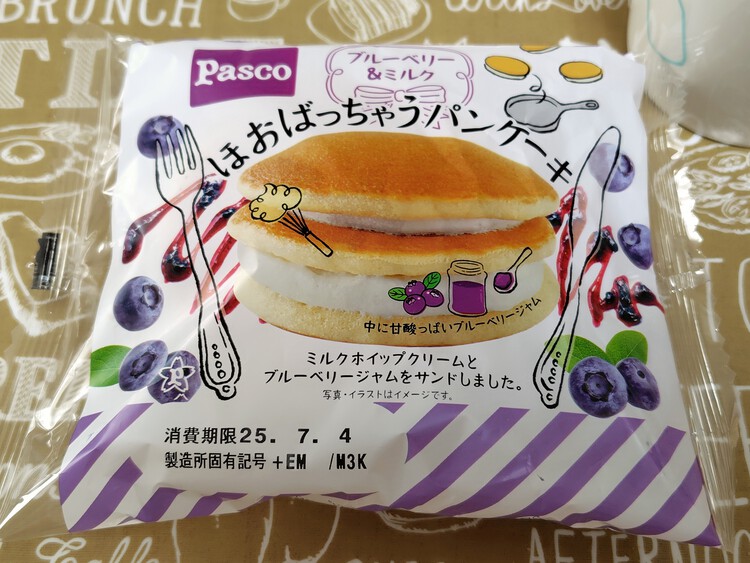 BRUNCH
Pasco
ブルーベリー
&ミルク
ほおばっちゃうパンケーキ
中に甘酸っぱいブルーベリージャム
ミルクホイップクリームと
ブルーベリージャムをサンドしました。
写真・イラストはイメージです。
消費期限25. 7. 4
製造所固有記号 +EM /M3K
AFTERNOO